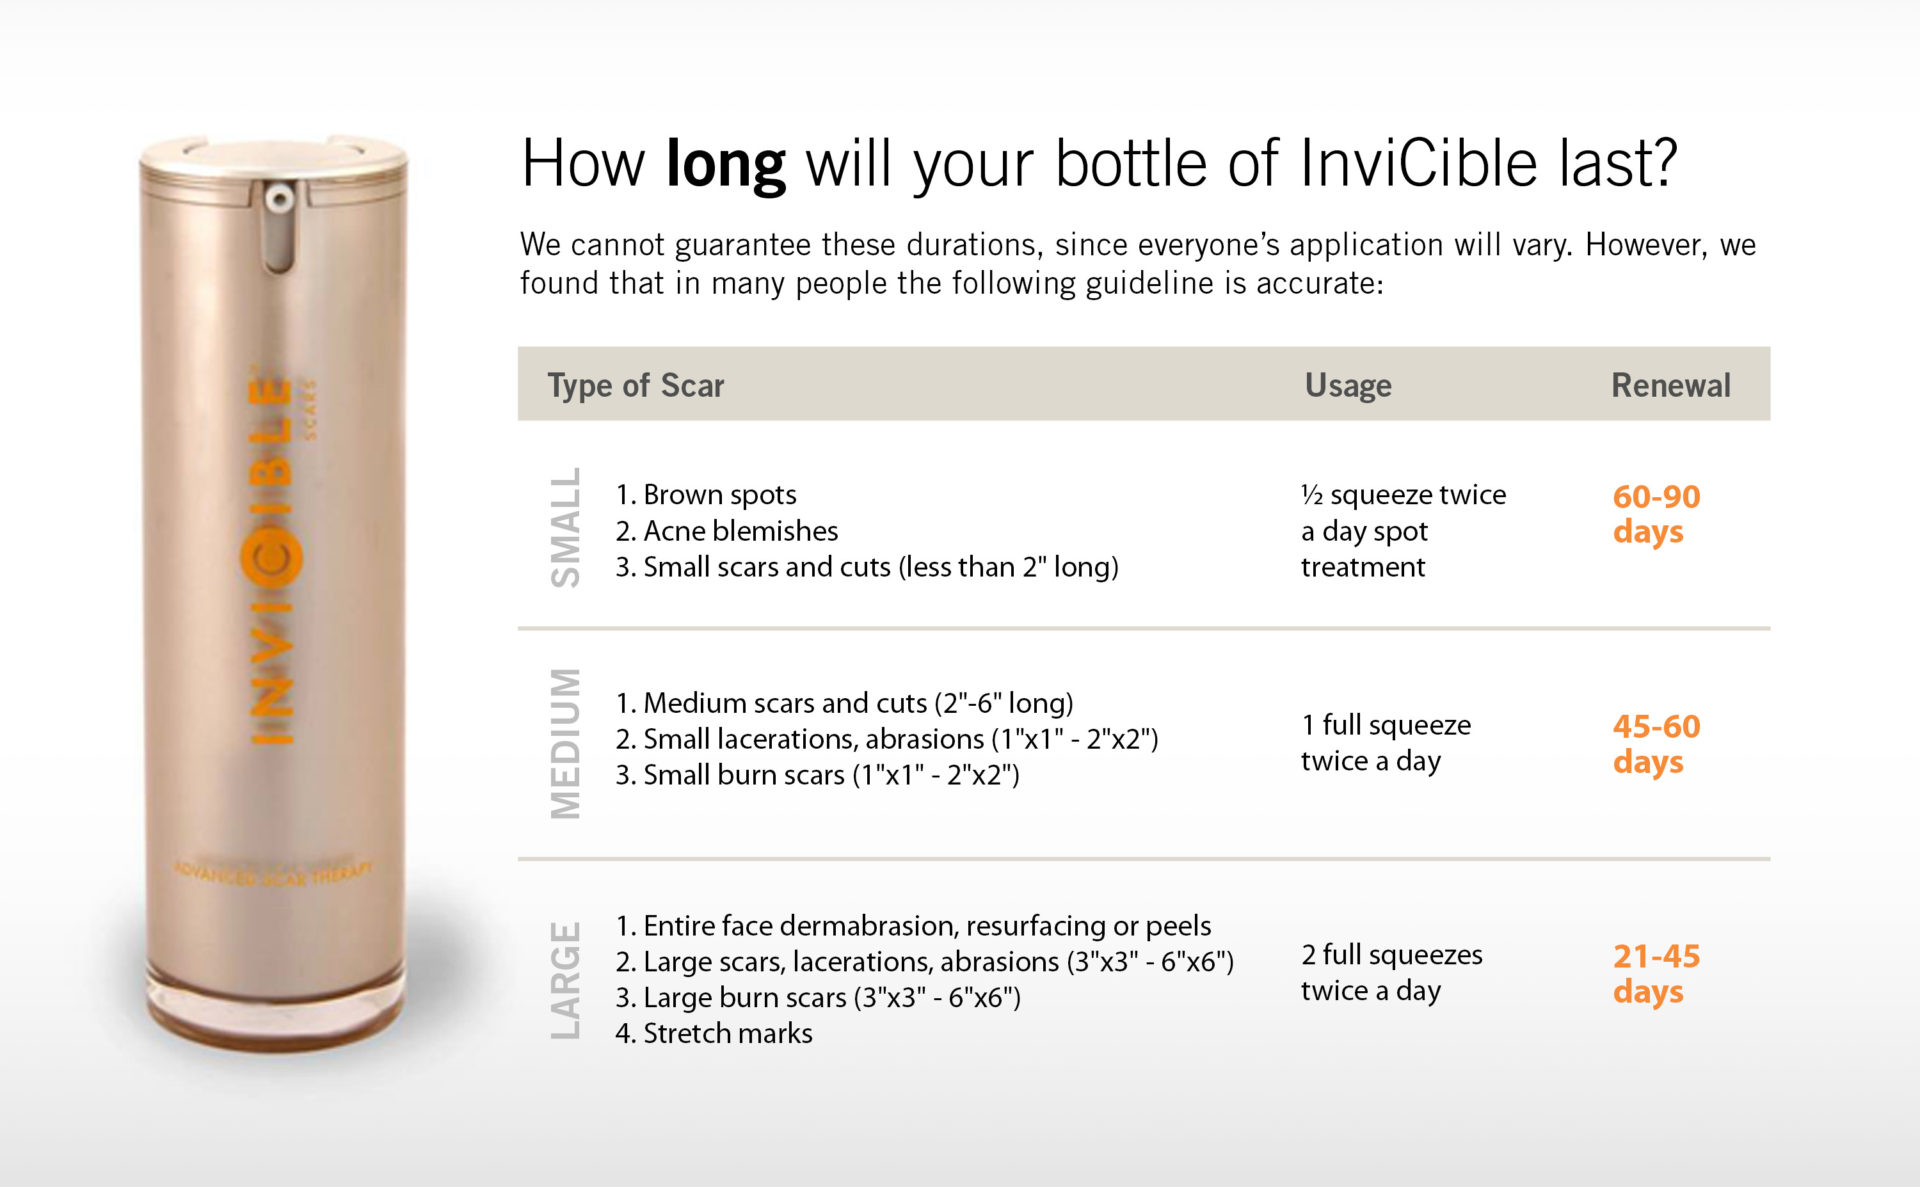 How long will your bottle of InviCible last?
We cannot guarantee these durations, since everyone’s application will vary. However, we
found that in many people the following guideline is accurate:
Type of Scar Usage Renewal
SMALL
1. Brown spots
2. Acne blemishes
3. Small scars and cuts (less than 2" long)
½ squeeze twice
a day spot
treatment
60-90
days
MEDIUM
1. Medium scars and cuts (2"-6" long)
2. Small lacerations, abrasions (1"x1" - 2"x2")
3. Small burn scars (1"x1" - 2"x2")
1 full squeeze
twice a day
45-60
days
LARGE
1. Entire face dermabrasion, resurfacing or peels
2. Large scars, lacerations, abrasions (3"x3" - 6"x6")
3. Large burn scars (3"x3" - 6"x6")
4. Stretch marks
2 full squeezes
twice a day
21-45
days
INVICIBLE
SCARS
ADVANCED SCAR THERAPY